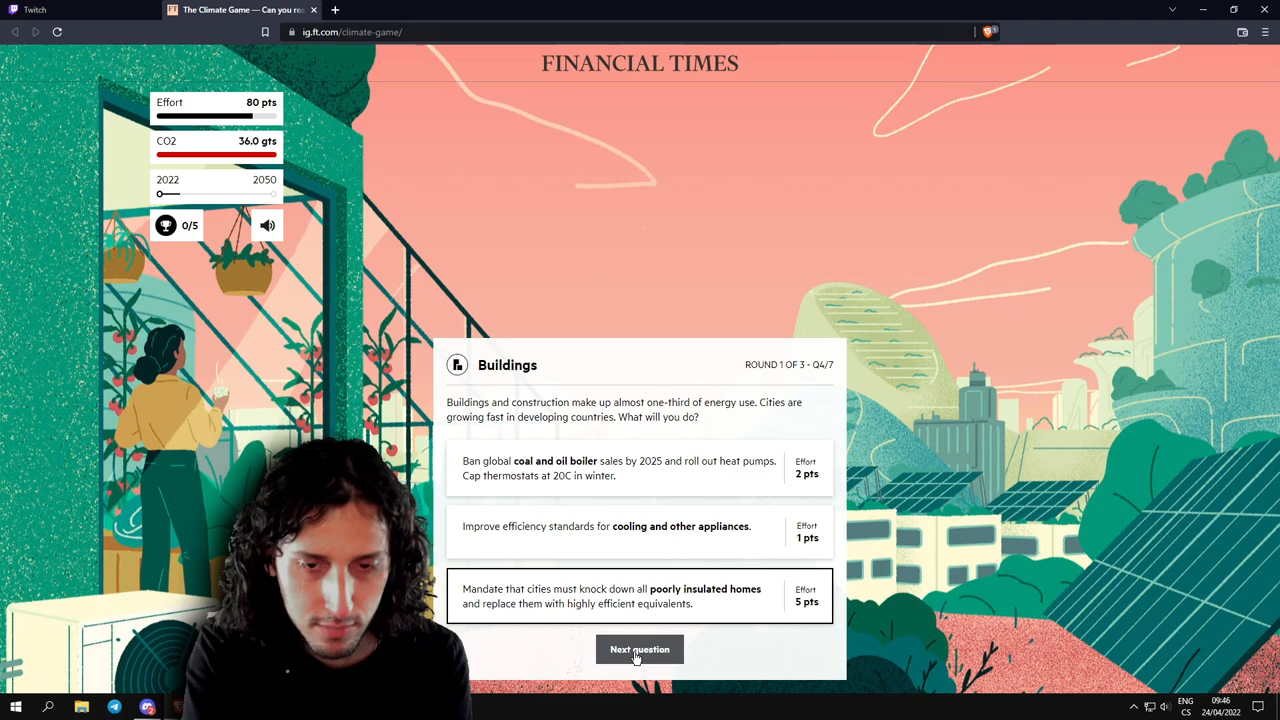 Twitch
FT The Climate Game — Can you rea
ig.ft.com/climate-game/
FINANCIAL TIMES
Effort 80 pts
CO2 36.0 gts
2022 2050
0/5
Buildings ROUND 1 OF 3 - Q4/7
Buildings and construction make up almost one-third of energy use. Cities are
growing fast in developing countries. What will you do?
Ban global coal and oil boiler sales by 2025 and roll out heat pumps.
Cap thermostats at 20C in winter.
Effort
2 pts
Improve efficiency standards for cooling and other appliances.
Effort
1 pts
Mandate that cities must knock down all poorly insulated homes
and replace them with highly efficient equivalents.
Effort
5 pts
Next question
ENG
CS
09:46
24/04/2022